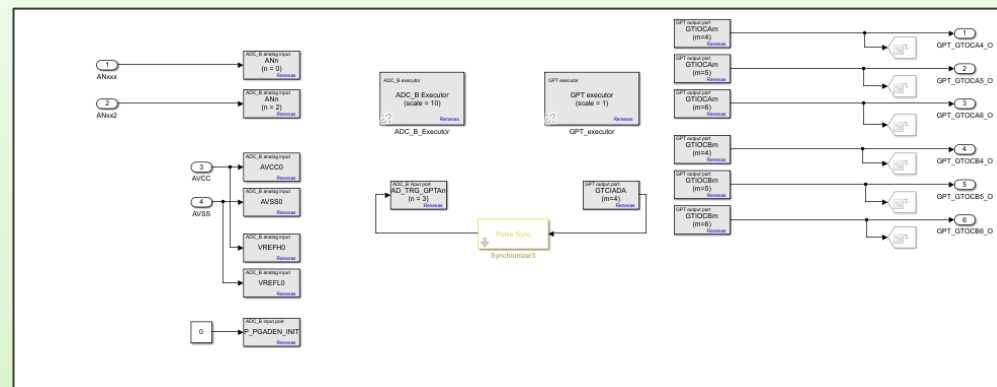 1
ANxxx
ADC_B analog input
ANn
(n = 0)
Renesas
2
ANxx2
ADC_B analog input
ANn
(n = 2)
Renesas
3
AVCC
ADC_B analog input
AVCC0
Renesas
4
AVSS
ADC_B analog input
AVSS0
Renesas
ADC_B analog input
VREFH0
Renesas
ADC_B analog input
VREFL0
Renesas
0
ADC_B input port
P_PGADEN_INIT
Renesas
ADC_B executor
ADC_B Executor
(scale = 10)
Renesas
ADC_B_Executor
GPT executor
GPT executor
(scale = 1)
Renesas
GPT_executor
ADC_B input port
AD_TRG_GPTAn
(n = 3)
Renesas
GPT output port
GTCIADA
(m=4)
Renesas
Pulse Sync
Synchronizer3
GPT output port
GTIOCAm
(m=4)
Renesas
1
GPT_GTOCA4_O
GPT output port
GTIOCAm
(m=5)
Renesas
2
GPT_GTOCA5_O
GPT output port
GTIOCAm
(m=6)
Renesas
3
GPT_GTOCA6_O
GPT output port
GTIOCBm
(m=4)
Renesas
4
GPT_GTOCB4_O
GPT output port
GTIOCBm
(m=5)
Renesas
5
GPT_GTOCB5_O
GPT output port
GTIOCBm
(m=6)
Renesas
6
GPT_GTOCB6_O